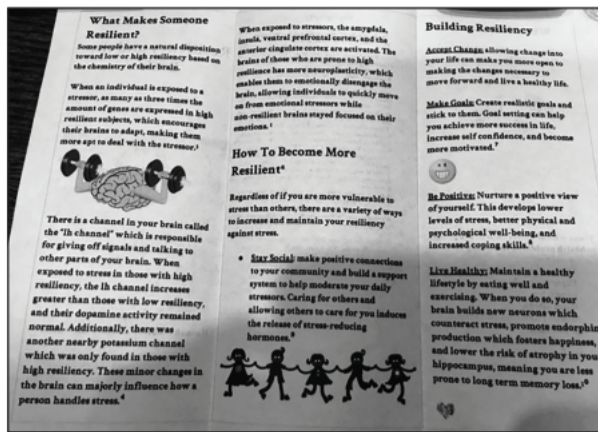 What Makes Someone
Resilient?
Some people have a natural disposition
toward low or high resiliency based on
the chemistry of their brain.
When an individual is exposed to a
stressor, as many as three times the
amount of genes are expressed in high
resilient subjects, which encourages
their brains to adapt, making them
more apt to deal with the stressor.³
There is a channel in your brain called
the "Ih channel" which is responsible
for giving off signals and talking to
other parts of your brain. When
exposed to stress in those with high
resiliency, the Ih channel increases
greater than those with low resiliency,
and their dopamine activity remained
normal. Additionally, there was
another nearby potassium channel
which was only found in those with
high resiliency. These minor changes in
the brain can majorly influence how a
person handles stress.⁴
When exposed to stressors, the amygdala,
insula, ventral prefrontal cortex, and the
anterior cingulate cortex are activated. The
brains of those who are prone to high
resilience has more neuroplasticity, which
enables them to emotionally disengage the
brain, allowing individuals to quickly move
on from emotional stressors while
non-resilient brains stayed focused on their
emotions.
How To Become More
Resilient⁶
Regardless of if you are more vulnerable to
stress than others, there are a variety of ways
to increase and maintain your resiliency
against stress.
• Stay Social: make positive connections
to your community and build a support
system to help moderate your daily
stressors. Caring for others and
allowing others to care for you induces
the release of stress-reducing
hormones.⁹
Building Resiliency
Accept Change: allowing change into
your life can make you more open to
making the changes necessary to
move forward and live a healthy life.
Make Goals: Create realistic goals and
stick to them. Goal setting can help
you achieve more success in life,
increase self confidence, and become
more motivated.⁷
Be Positive: Nurture a positive view
of yourself. This develops lower
levels of stress, better physical and
psychological well-being, and
increased coping skills.⁸
Live Healthy: Maintain a healthy
lifestyle by eating well and
exercising. When you do so, your
brain builds new neurons which
counteract stress, promote endorphin
production which fosters happiness,
and lower the risk of atrophy in your
hippocampus, meaning you are less
prone to long term memory loss.¹⁰